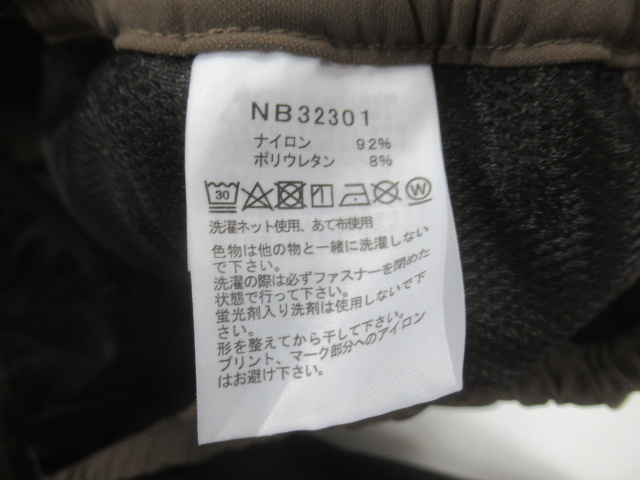 NB32301
ナイロン 92%
ポリウレタン 8%
30
W
洗濯ネット使用、あて布使用
色物は他の物と一緒に洗濯しない
で下さい。
洗濯の際は必ずファスナーを閉めた
状態で行って下さい。
蛍光剤入り洗剤は使用しないで下
さい。
形を整えてから干して下さい。
プリント、マーク部分へのアイロン
はお避け下さい。